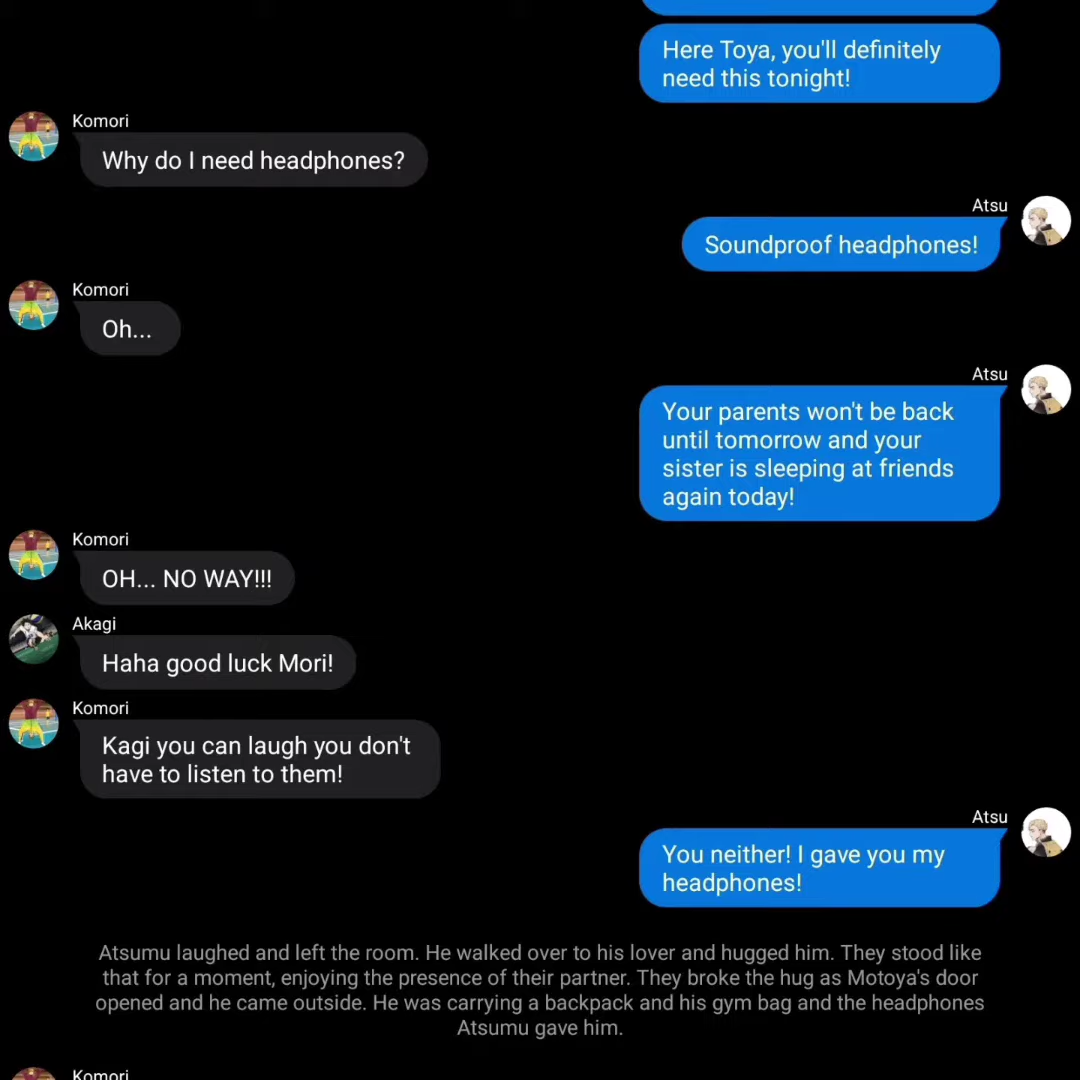 Here Toya, you'll definitely
need this tonight!
Komori
Why do I need headphones?
Atsu
Soundproof headphones!
Komori
Oh...
Atsu
Your parents won't be back
until tomorrow and your
sister is sleeping at friends
again today!
Komori
OH... NO WAY!!!
Akagi
Haha good luck Mori!
Komori
Kagi you can laugh you don't
have to listen to them!
Atsu
You neither! I gave you my
headphones!
Atsumu laughed and left the room. He walked over to his lover and hugged him. They stood like
that for a moment, enjoying the presence of their partner. They broke the hug as Motoya's door
opened and he came outside. He was carrying a backpack and his gym bag and the headphones
Atsumu gave him.
Komori